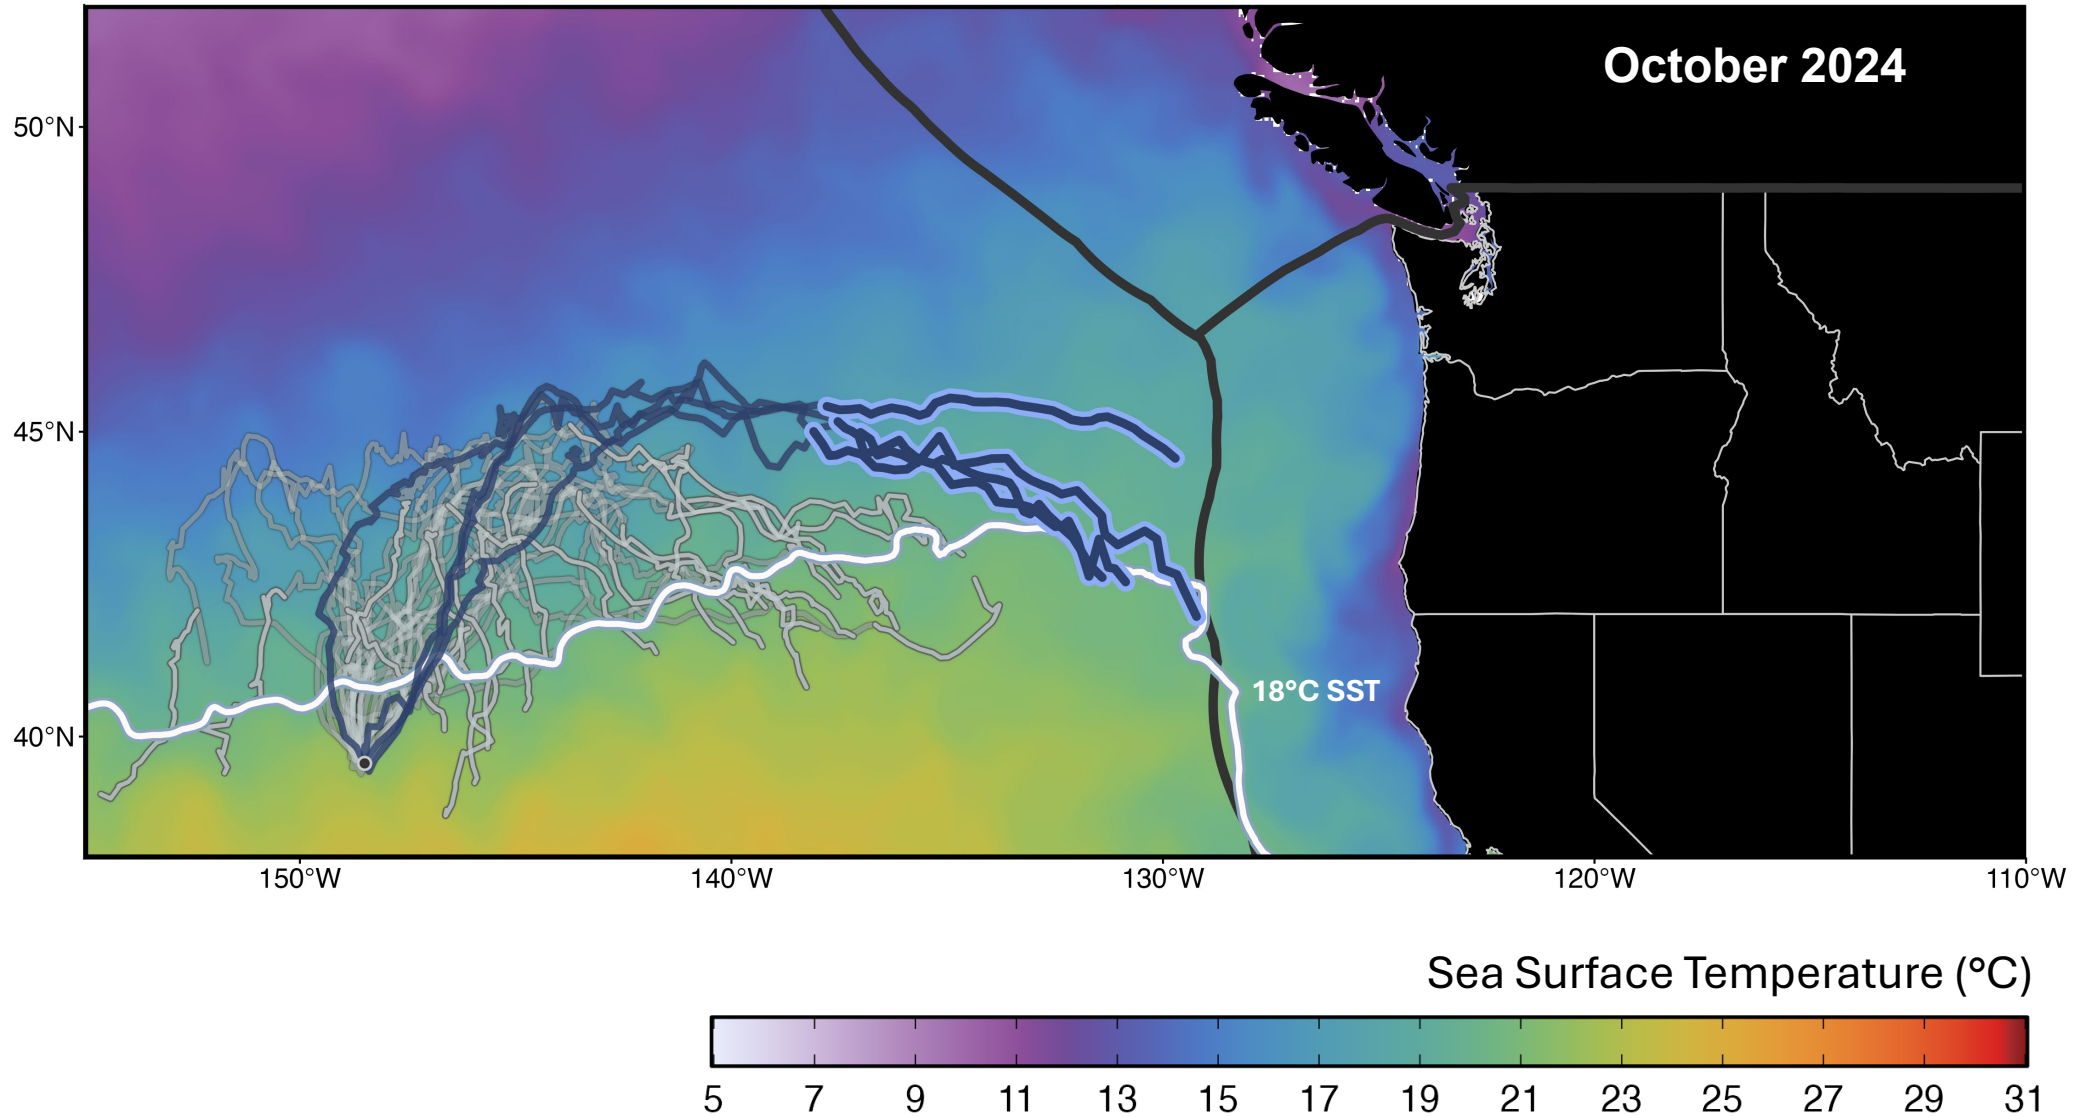 October 2024
50°N
45°N
40°N
18°C SST
150°W 140°W 130°W 120°W 110°W
Sea Surface Temperature (°C)
5 7 9 11 13 15 17 19 21 23 25 27 29 31